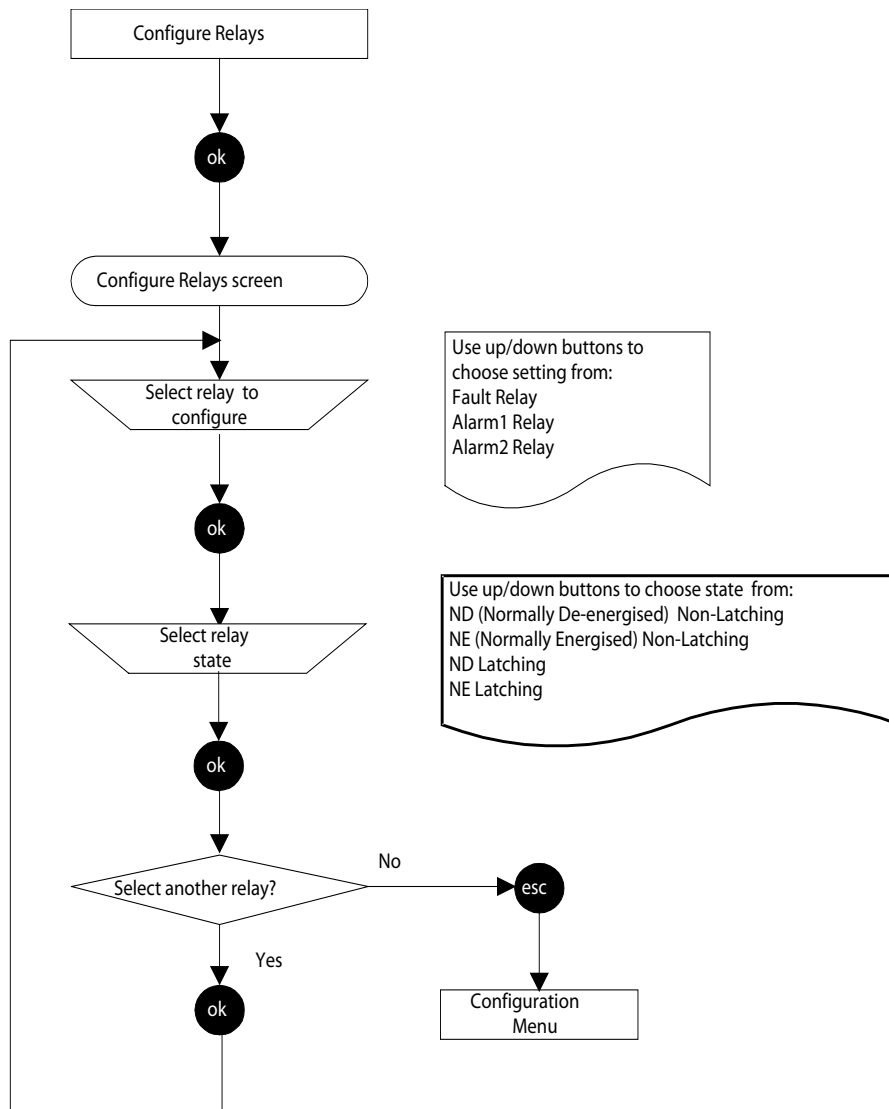 Configure Relays
ok
Configure Relays screen
Select relay to
configure
Use up/down buttons to
choose setting from:
Fault Relay
Alarm1 Relay
Alarm2 Relay
ok
Select relay
state
Use up/down buttons to choose state from:
ND (Normally De-energised) Non-Latching
NE (Normally Energised) Non-Latching
ND Latching
NE Latching
ok
Select another relay?
No
esc
Yes
ok
Configuration
Menu